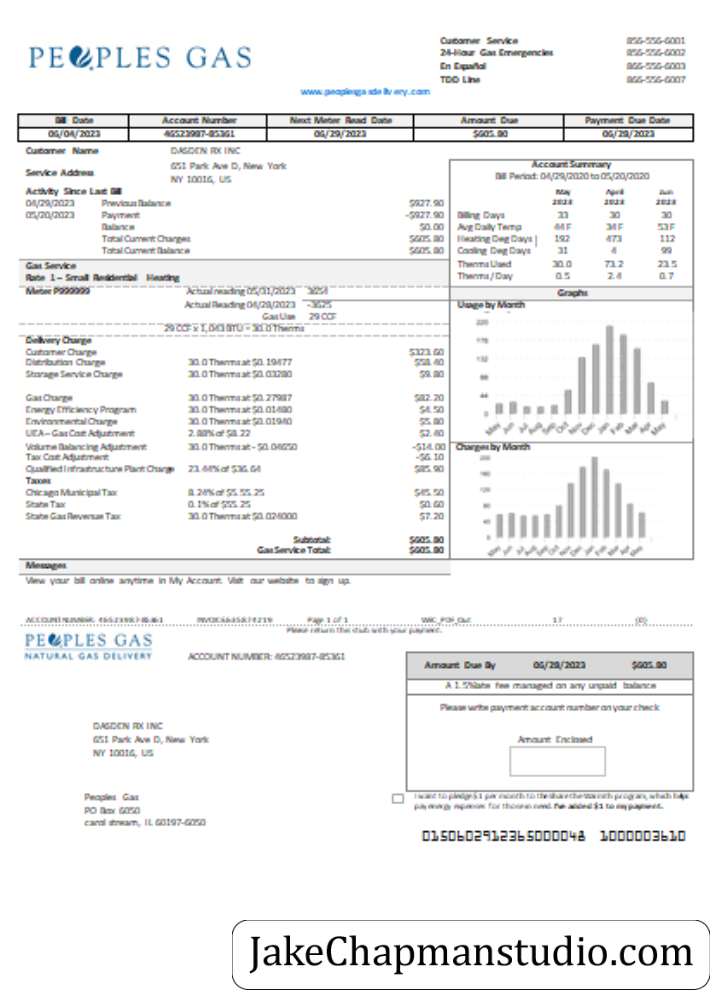 PEOPLES GAS
Customer Service 856-556-6001
24-Hour Gas Emergencies 856-556-6002
En Español 866-556-6003
TDD Line 866-556-6007
www.peoplesgasdelivery.com
Bill Date Account Number Next Meter Read Date Amount Due Payment Due Date
06/04/2023 46523987-85361 06/29/2023 $605.80 06/28/2023
Customer Name DASDEN RX INC
Service Address 651 Park Ave D, New York
NY 10016, US
Activity Since Last Bill
04/29/2023 Previous Balance $927.90
05/20/2023 Payment -$927.90
Balance $0.00
Total Current Charges $605.80
Total Current Balance $605.80
Account Summary
Bill Period: 04/29/2020 to 05/20/2020
May April Jun
2023 2023 2023
Billing Days 33 30 30
Avg Daily Temp 44 F 34 F 53 F
Heating Deg Days 192 473 112
Cooling Deg Days 31 4 99
Therms Used 30.0 73.2 23.5
Therms/Day 0.5 2.4 0.7
Gas Service
Rate 1 – Small Residential Heating
Meter P999999 Actual reading 05/31/2023 3654
Actual Reading 04/28/2023 -3625
Gas Use 29 CCF
29 CCF x 1,043 BTU = 30.0 Therms
Delivery Charge
Customer Charge $323.60
Distribution Charge 30.0 Therms at $0.19477 $58.40
Storage Service Charge 30.0 Therms at $0.03280 $9.80
Gas Charge 30.0 Therms at $0.27987 $82.20
Energy Efficiency Program 30.0 Therms at $0.01480 $4.50
Environmental Charge 30.0 Therms at $0.01940 $5.80
UEA – Gas Cost Adjustment 2.88% of $8.22 $2.40
Volume Balancing Adjustment 30.0 Therms at - $0.04650 -$14.00
Tax Cost Adjustment -$6.10
Qualified Infrastructure Plant Charge 23.44% of $36.64 $85.90
Taxes
Chicago Municipal Tax 8.24% of $5.55.25 $45.50
State Tax 0.1% of $55.25 $0.60
State Gas Revenue Tax 30.0 Therms at $0.024000 $7.20
Subtotal: $605.80
Gas Service Total: $605.80
Graphs
Usage by Month
220
44
0
May Jun Jul Aug Sep Oct Nov Dec Jan Feb Mar Apr May
Charges by Month
200
160
120
80
40
0
May Jun Jul Aug Sep Oct Nov Dec Jan Feb Mar Apr May
Messages
View your bill online anytime in My Account. Visit our website to sign up.
ACCOUNT NUMBER: 46523987-85361 Page 1 of 1 17 (0)
Please return the stub with your payment.
PEOPLES GAS
NATURAL GAS DELIVERY
ACCOUNT NUMBER: 46523987-85361
Amount Due By 06/28/2023 $605.80
A 1.5%late fee managed on any unpaid balance
Please write payment account number on your check
Amount Enclosed
DASDEN RX INC
651 Park Ave D, New York
NY 10016, US
Peoples Gas
PO Box 6050
carol stream, IL 60197-6050
I want to pledge $1 per month to the Share the Warmth program, which helps
pay energy expenses for those in need. I've added $1 to my payment.
0150602912365000048 1000003610
JakeChapmanstudio.com